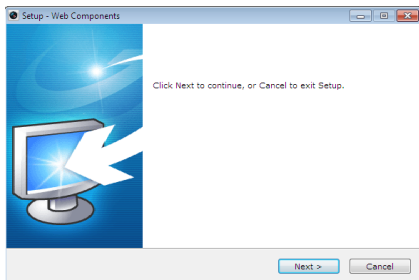 Setup - Web Components
Click Next to continue, or Cancel to exit Setup.
Next >
Cancel